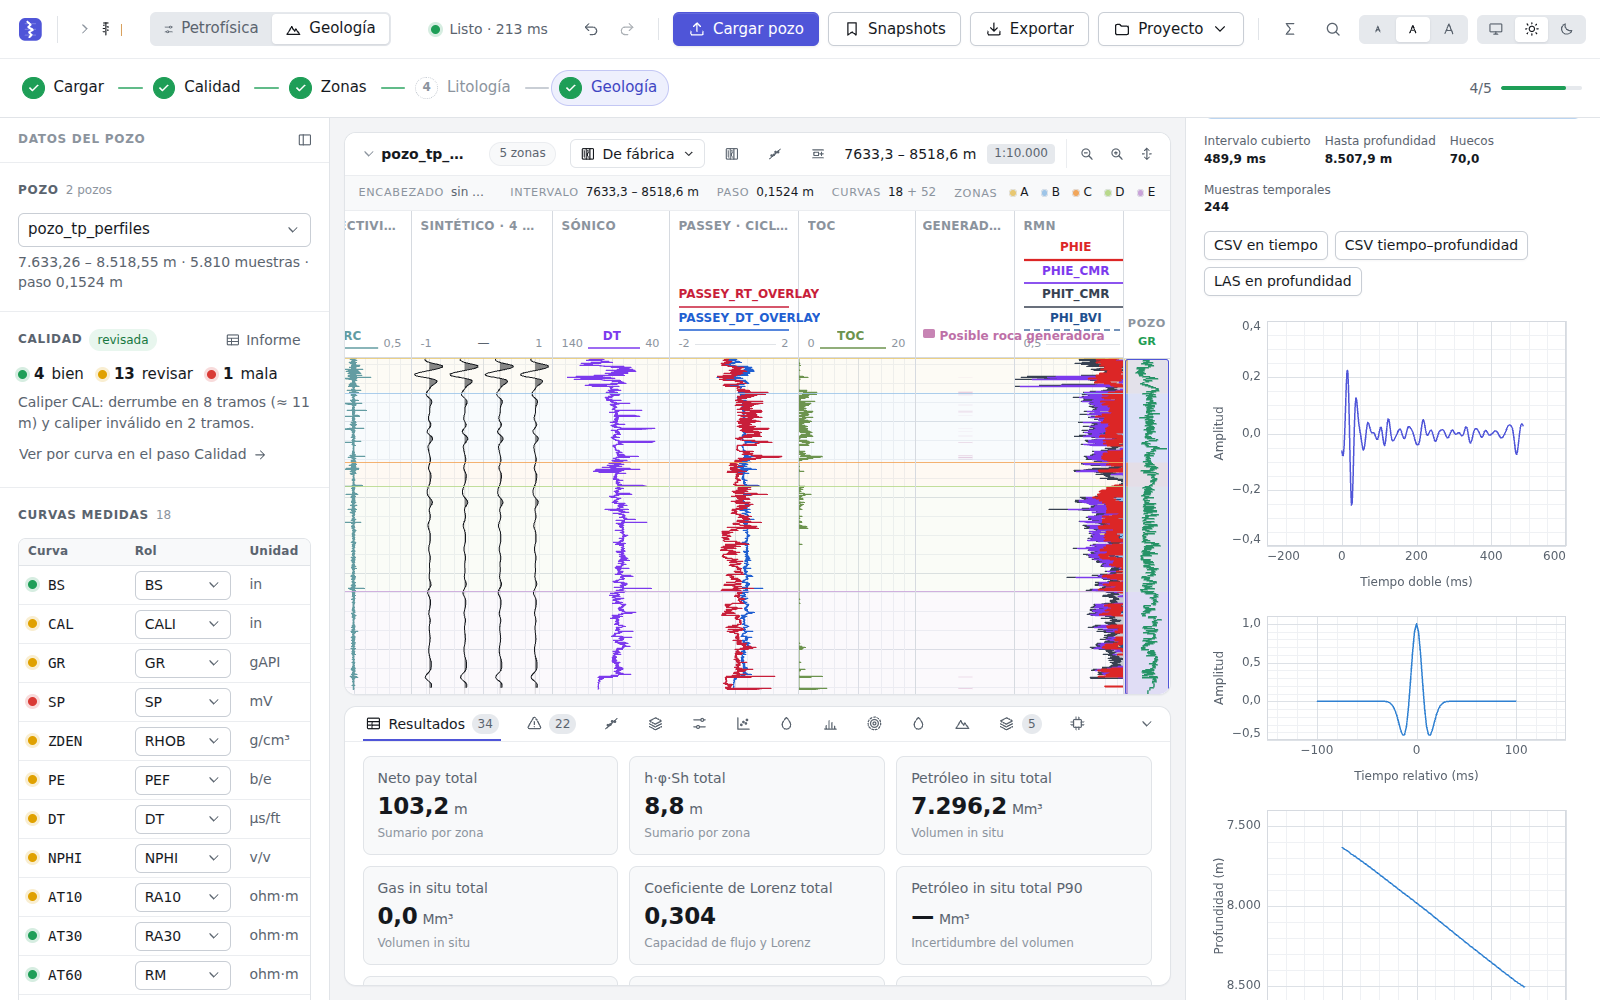 Petrofísica Geología Listo · 213 ms Cargar pozo Snapshots Exportar Proyecto
Cargar Calidad Zonas 4 Litología Geología 4/5
DATOS DEL POZO
POZO 2 pozos
pozo_tp_perfiles
7.633,26 – 8.518,55 m · 5.810 muestras ·
paso 0,1524 m
CALIDAD revisada Informe
4 bien 13 revisar 1 mala
Caliper CAL: derrumbe en 8 tramos (≈ 11
m) y caliper inválido en 2 tramos.
Ver por curva en el paso Calidad →
CURVAS MEDIDAS 18
Curva Rol Unidad
BS BS in
CAL CALI in
GR GR gAPI
SP SP mV
ZDEN RHOB g/cm³
PE PEF b/e
DT DT µs/ft
NPHI NPHI v/v
AT10 RA10 ohm·m
AT30 RA30 ohm·m
AT60 RM ohm·m
pozo_tp_... 5 zonas De fábrica 7633,3 – 8518,6 m 1:10.000
ENCABEZADO sin ... INTERVALO 7633,3 – 8518,6 m PASO 0,1524 m CURVAS 18 + 52 ZONAS A B C D E
CTIVI... SINTÉTICO · 4 ... SÓNICO PASSEY · CICL... TOC GENERAD... RMN
PHIE
PHIE_CMR
PASSEY_RT_OVERLAY PHIT_CMR
PASSEY_DT_OVERLAY PHI_BVI POZO
RC DT TOC Posible roca generadora GR
0,5 -1 — 1 140 40 -2 2 0 20 0,5
Resultados 34 22 5
Neto pay total
103,2 m
Sumario por zona
h·φ·Sh total
8,8 m
Sumario por zona
Petróleo in situ total
7.296,2 Mm³
Volumen in situ
Gas in situ total
0,0 Mm³
Volumen in situ
Coeficiente de Lorenz total
0,304
Capacidad de flujo y Lorenz
Petróleo in situ total P90
— Mm³
Incertidumbre del volumen
Intervalo cubierto Hasta profundidad Huecos
489,9 ms 8.507,9 m 70,0
Muestras temporales
244
CSV en tiempo CSV tiempo–profundidad
LAS en profundidad
0,4
0,2
0,0
−0,2
−0,4
Amplitud
−200 0 200 400 600
Tiempo doble (ms)
1,0
0,5
0,0
−0,5
Amplitud
−100 0 100
Tiempo relativo (ms)
7.500
8.000
8.500
Profundidad (m)